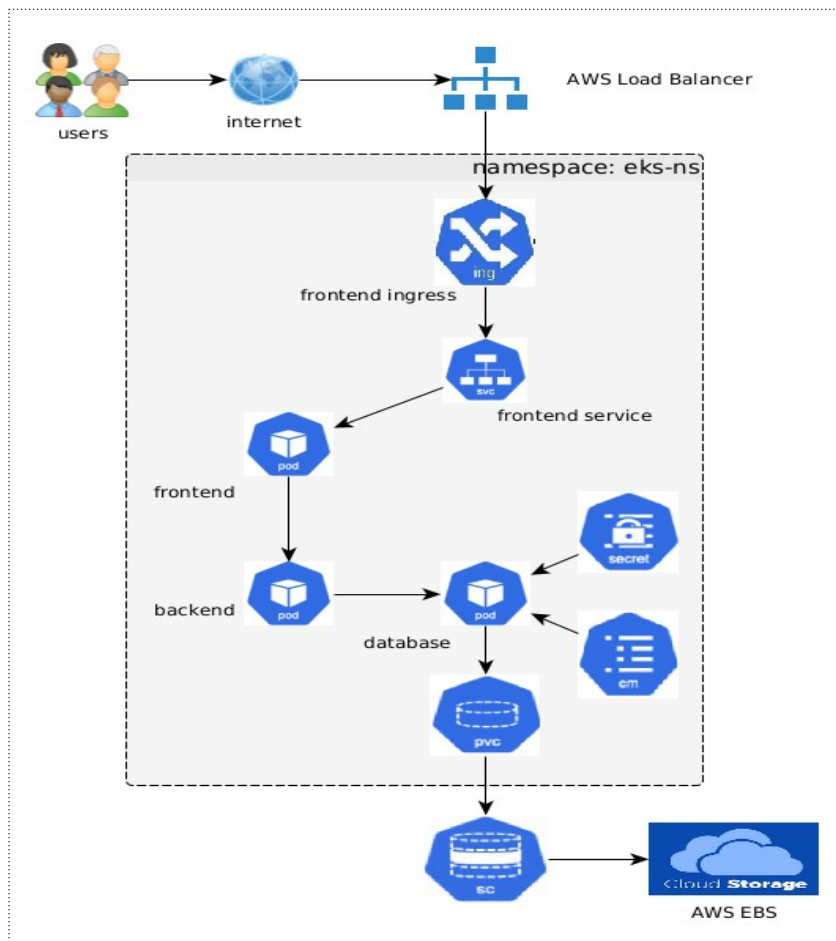 AWS Load Balancer
internet
users
namespace: eks-ns
ing
frontend ingress
svc
frontend service
pod
frontend
secret
pod
pod
backend
database
cm
pvc
sc
Cloud Storage
AWS EBS